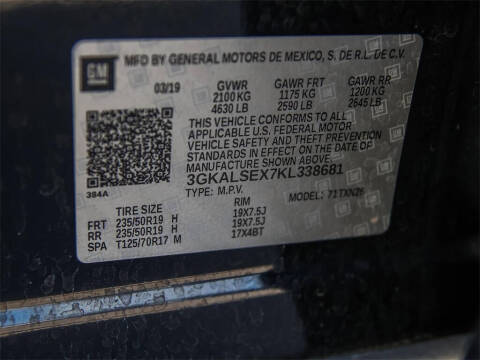 GM
MFD BY GENERAL MOTORS DE MEXICO, S. DE R.L. DE C.V.
03/19 GVWR GAWR FRT GAWR RR
2100 KG 1175 KG 1200 KG
4630 LB 2590 LB 2645 LB
THIS VEHICLE CONFORMS TO ALL
APPLICABLE U.S. FEDERAL MOTOR
VEHICLE SAFETY AND THEFT PREVENTION
STANDARDS IN EFFECT ON THE DATE OF
MANUFACTURE SHOWN ABOVE.
3GKALSEX7KL338681
384A TYPE: M.P.V. MODEL: 71TXN26
TIRE SIZE RIM
FRT 235/50R19 H 19X7.5J
RR 235/50R19 H 19X7.5J
SPA T125/70R17 M 17X4BT